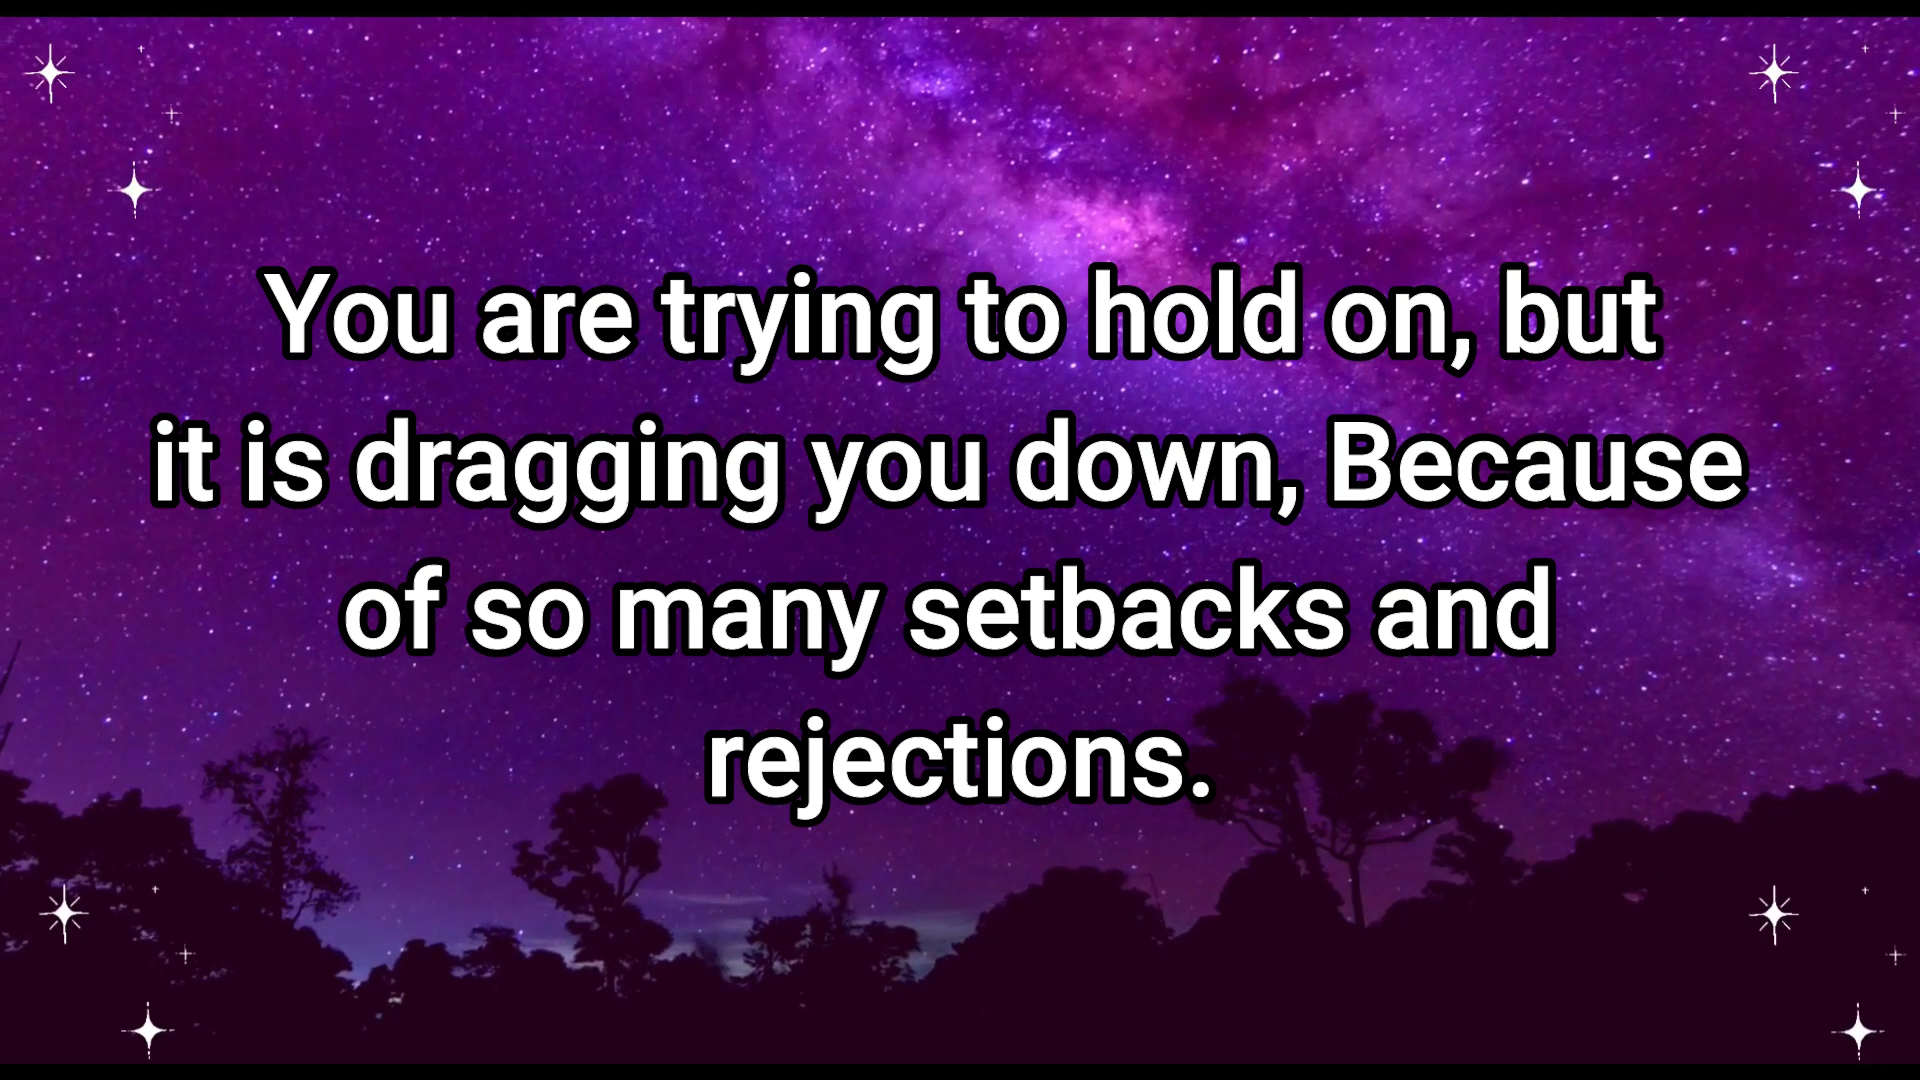 You are trying to hold on, but
it is dragging you down, Because
of so many setbacks and
rejections.